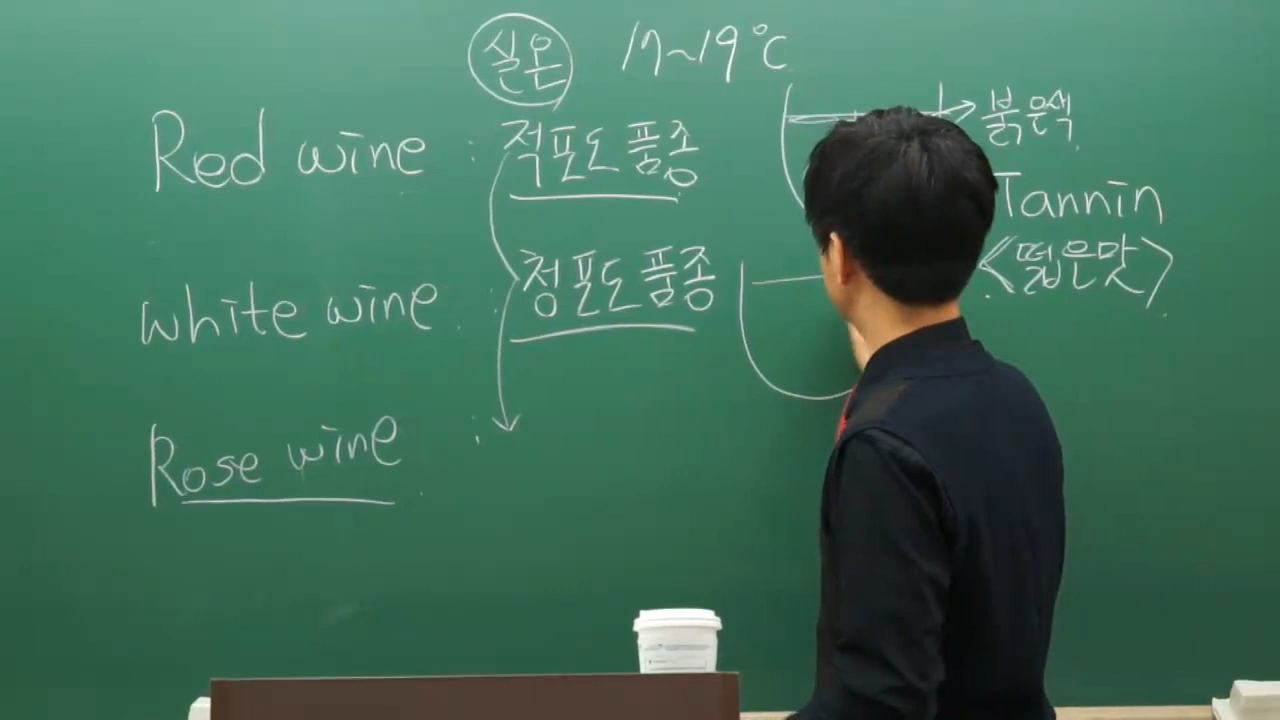 실온 17~19℃
Red wine : 적포도 품종
붉은색
Tannin
<떫은맛>
white wine : 청포도 품종
Rose wine :